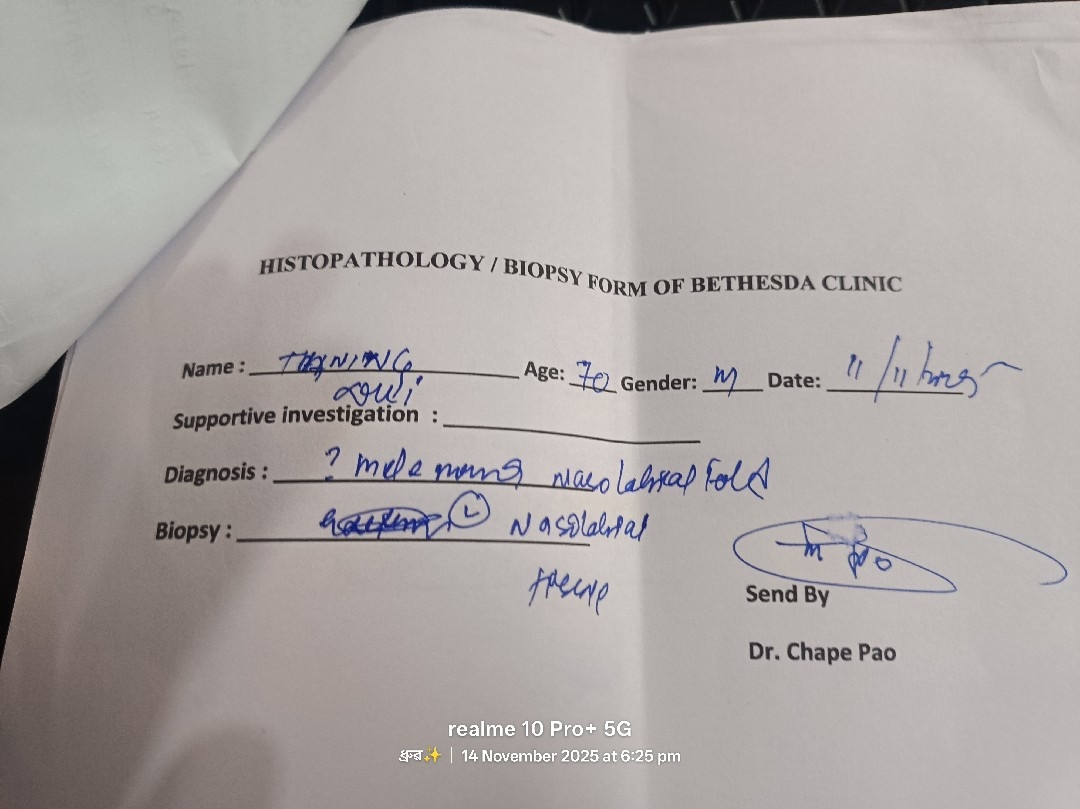 HISTOPATHOLOGY / BIOPSY FORM OF BETHESDA CLINIC
Name : Age: 70 Gender: M Date: 11/11/2025
Supportive investigation :
Diagnosis : ? Nasolabial Fold
Biopsy : (L) Nasolabial
Send By
Dr. Chape Pao
realme 10 Pro+ 5G
ধ্রুব✨ | 14 November 2025 at 6:25 pm